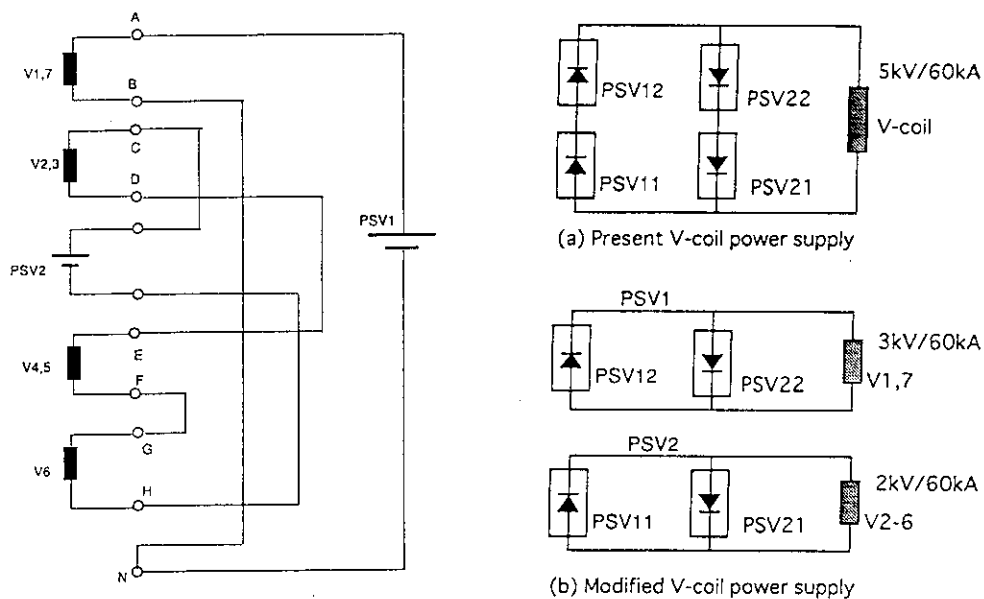 A
V1,7
B
C
V2,3
D
PSV2
E
V4,5
F
G
V6
H
N
PSV1
PSV12
PSV22
PSV11
PSV21
5kV/60kA
V-coil
(a) Present V-coil power supply
PSV1
PSV12
PSV22
3kV/60kA
V1,7
PSV2
PSV11
PSV21
2kV/60kA
V2-6
(b) Modified V-coil power supply